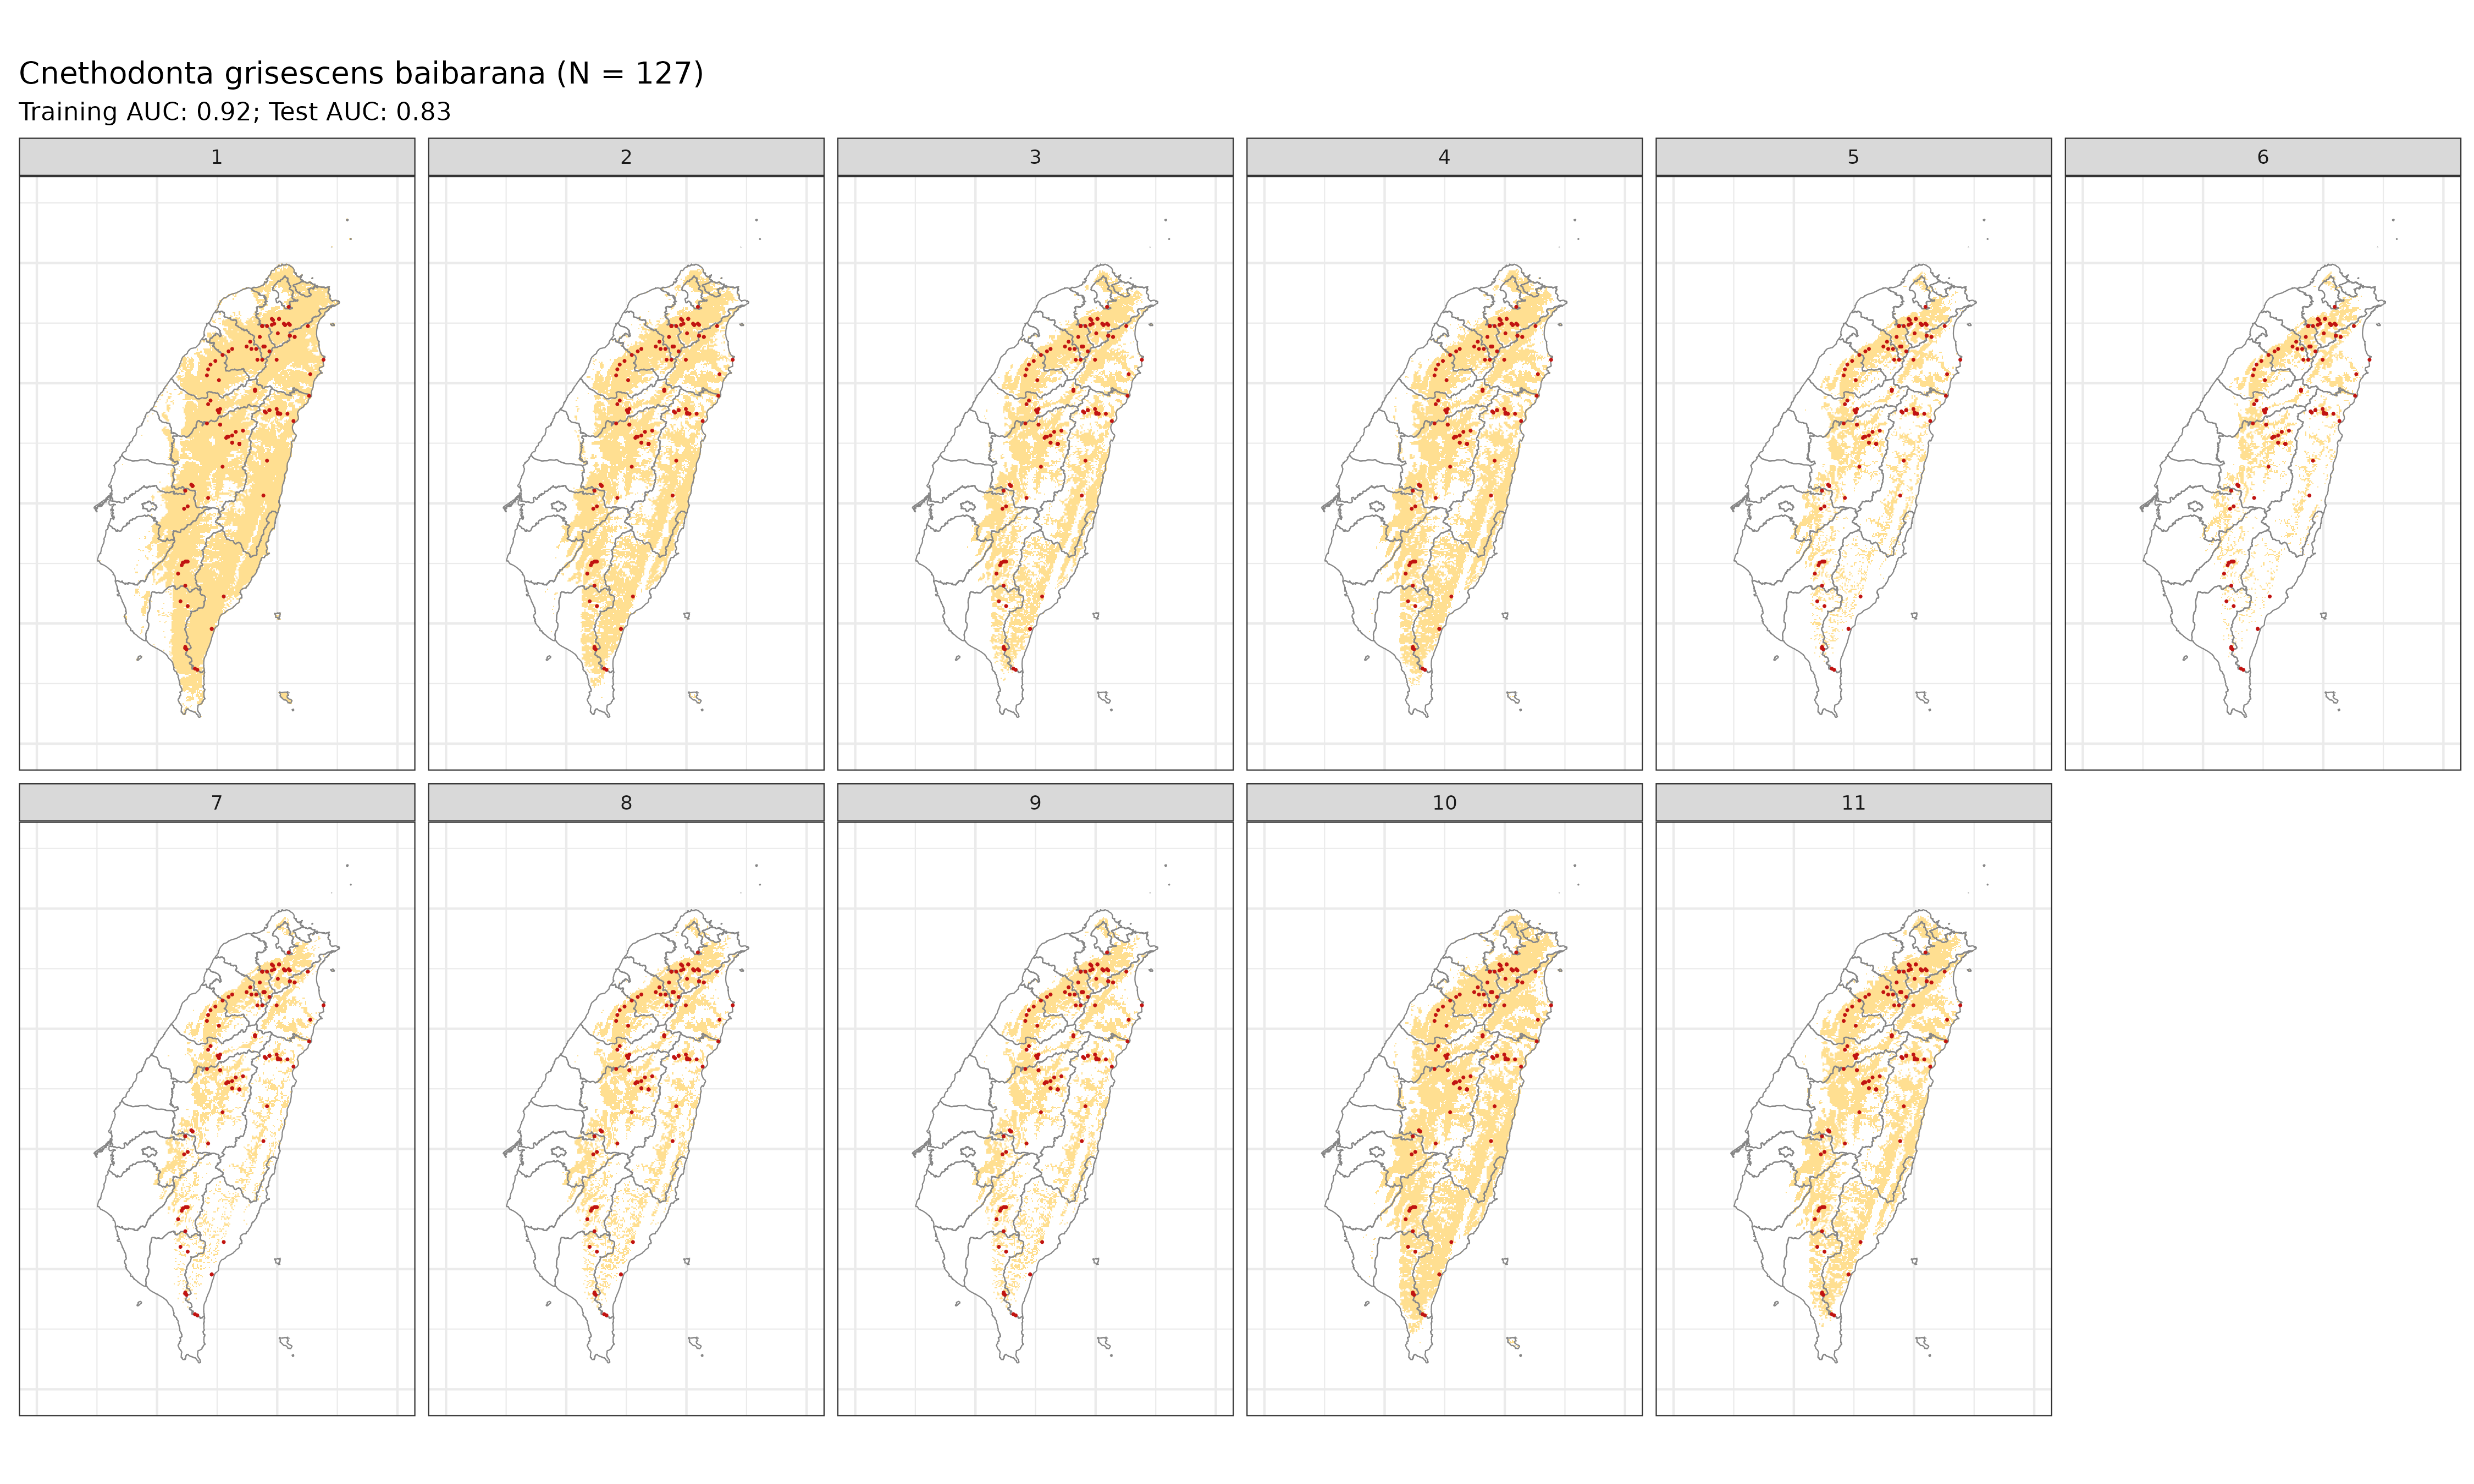 Cnethodonta grisescens baibarana (N = 127)
Training AUC: 0.92; Test AUC: 0.83
1 2 3 4 5 6
7 8 9 10 11